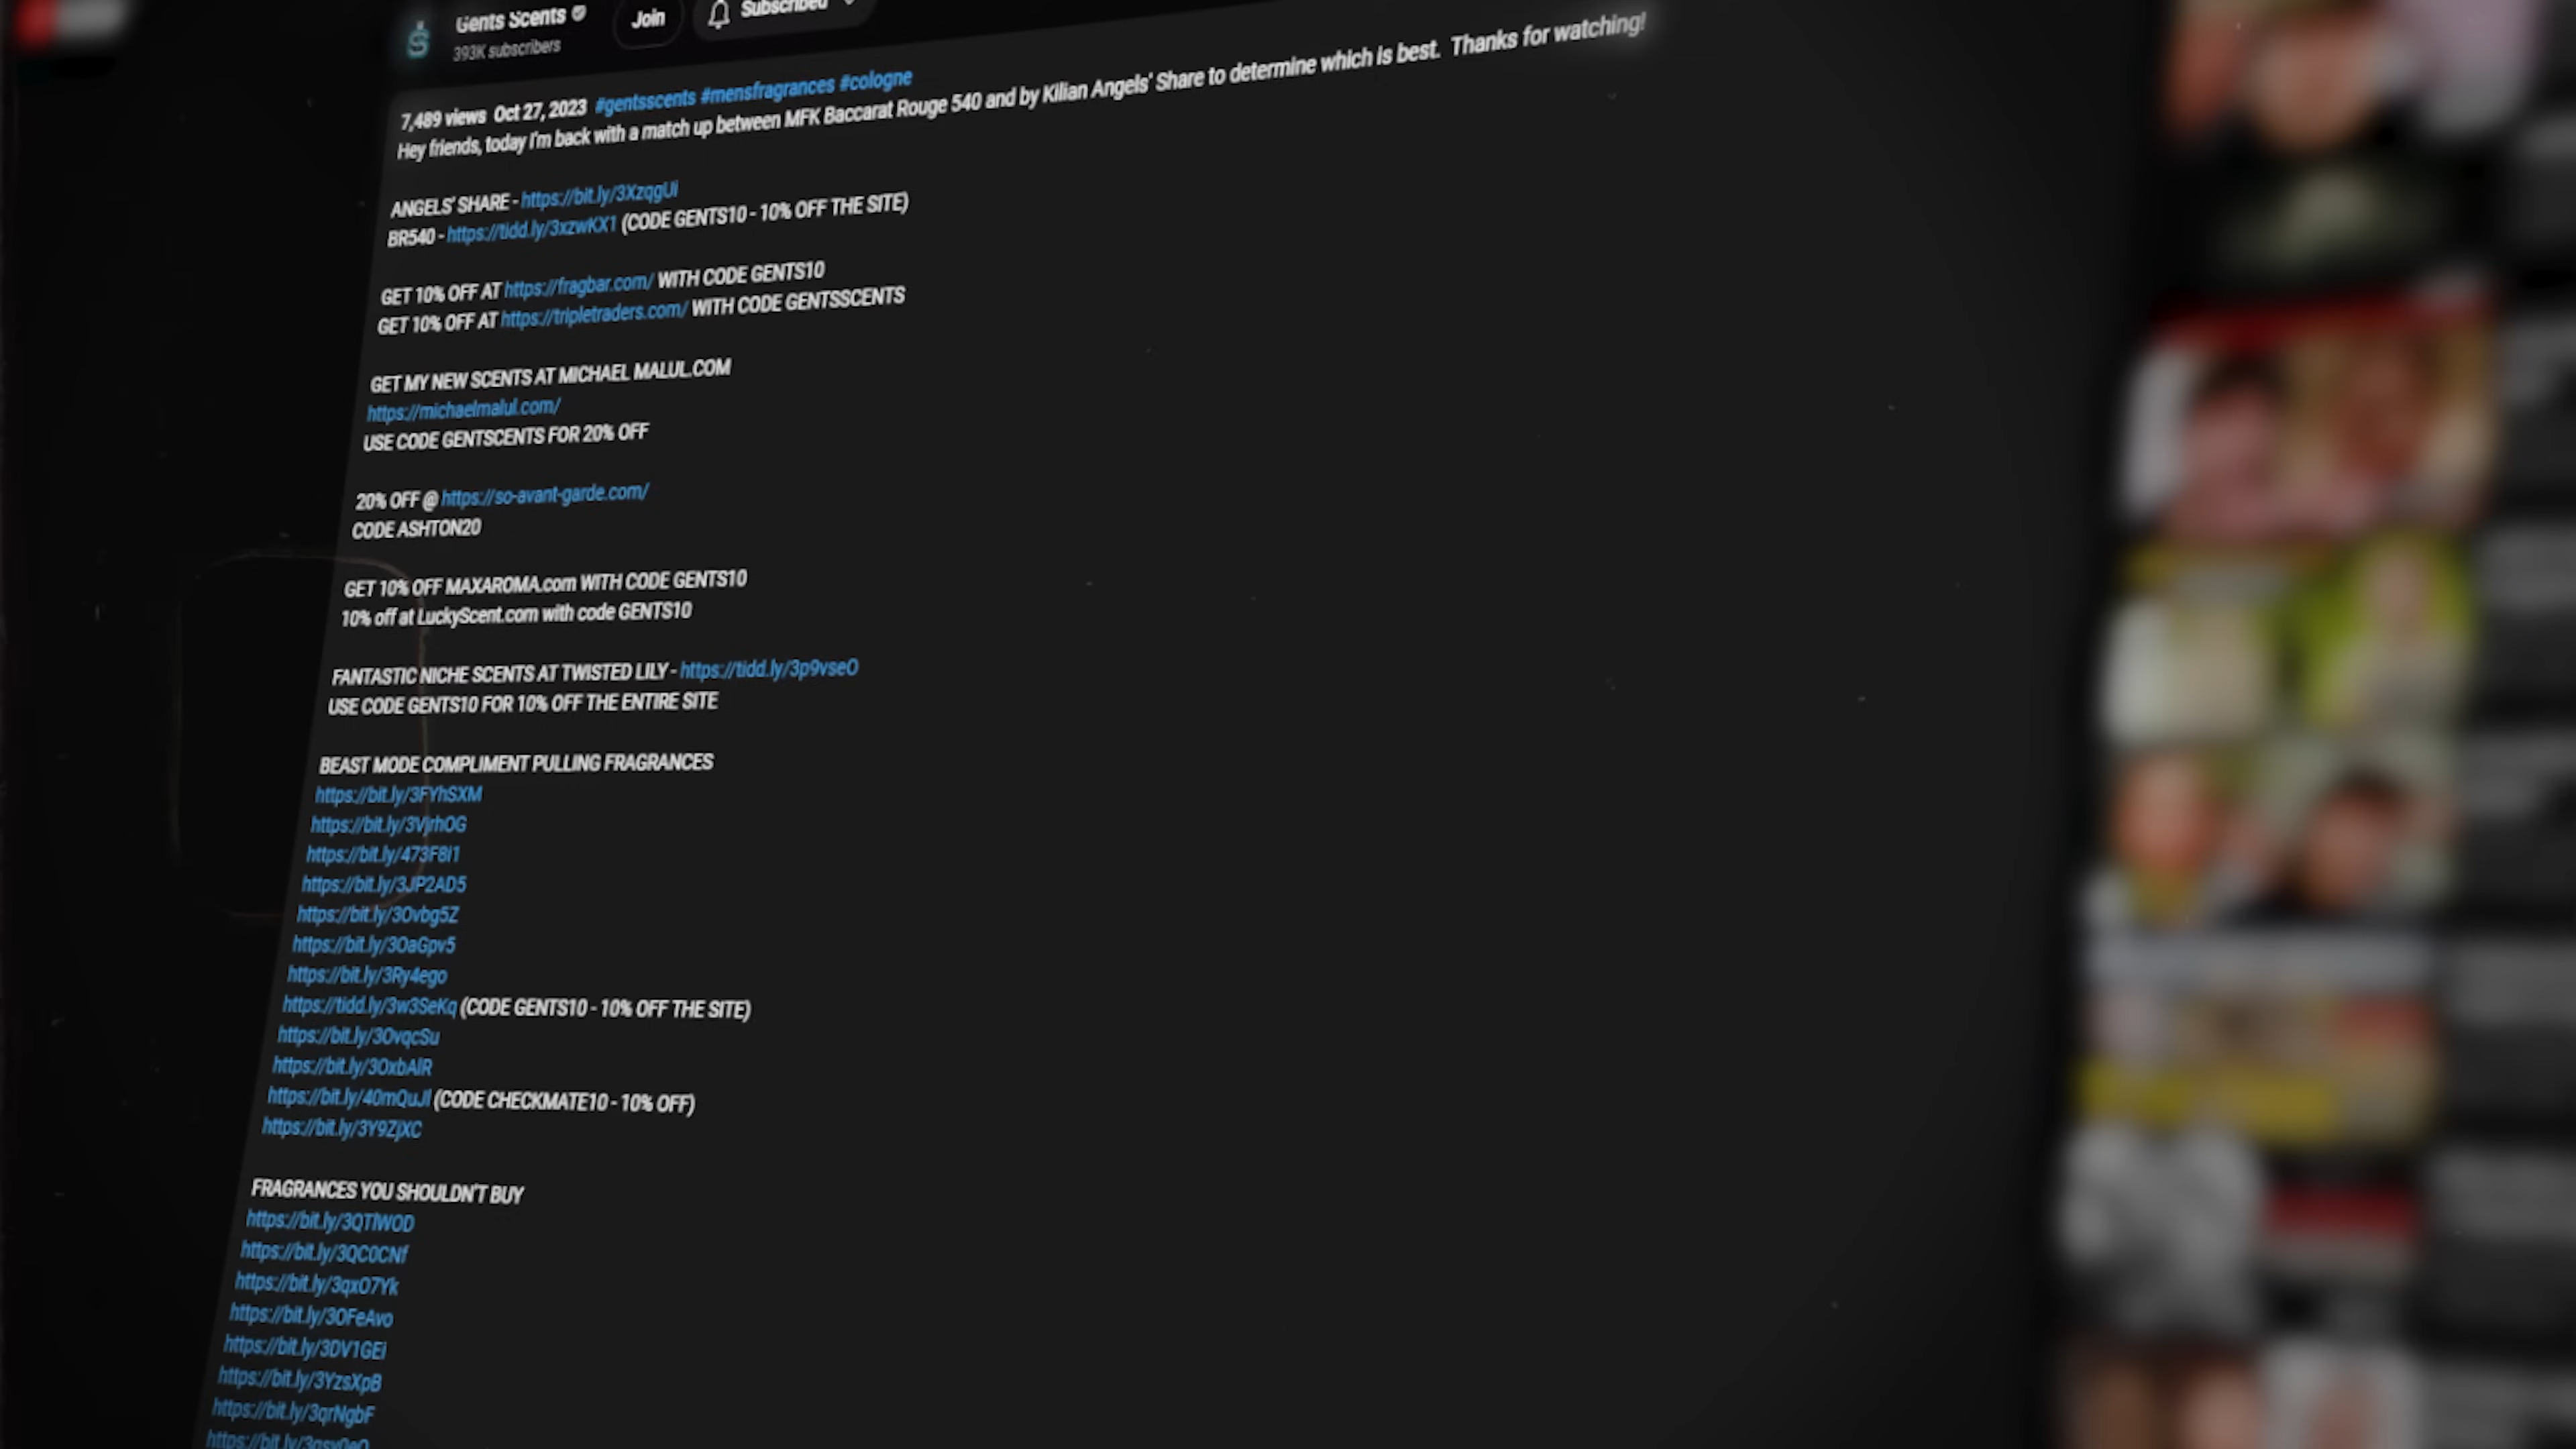 Gents Scents
393K subscribers
Join
Subscribed
7,489 views Oct 27, 2023 #gentsscents #mensfragrances #cologne
Hey friends, today I'm back with a match up between MFK Baccarat Rouge 540 and by Kilian Angels' Share to determine which is best. Thanks for watching!
ANGELS' SHARE - https://bit.ly/3XzqgUi
BR540 - https://tidd.ly/3xzwKX1 (CODE GENTS10 - 10% OFF THE SITE)
GET 10% OFF AT https://fragbar.com/ WITH CODE GENTS10
GET 10% OFF AT https://tripletraders.com/ WITH CODE GENTSSCENTS
GET MY NEW SCENTS AT MICHAEL MALUL.COM
https://michaelmalul.com/
USE CODE GENTSCENTS FOR 20% OFF
20% OFF @ https://so-avant-garde.com/
CODE ASHTON20
GET 10% OFF MAXAROMA.com WITH CODE GENTS10
10% off at LuckyScent.com with code GENTS10
FANTASTIC NICHE SCENTS AT TWISTED LILY - https://tidd.ly/3p9vseO
USE CODE GENTS10 FOR 10% OFF THE ENTIRE SITE
BEAST MODE COMPLIMENT PULLING FRAGRANCES
https://bit.ly/3FYhSXM
https://bit.ly/3VjrhOG
https://bit.ly/473F8I1
https://bit.ly/3JP2AD5
https://bit.ly/3Ovbg5Z
https://bit.ly/3OaGpv5
https://bit.ly/3Ry4ego
https://tidd.ly/3w3SeKq (CODE GENTS10 - 10% OFF THE SITE)
https://bit.ly/3OvqcSu
https://bit.ly/3OxbAlR
https://bit.ly/40mQuJl (CODE CHECKMATE10 - 10% OFF)
https://bit.ly/3Y9ZjXC
FRAGRANCES YOU SHOULDN'T BUY
https://bit.ly/3QTlWOD
https://bit.ly/3QC0CNf
https://bit.ly/3qxO7Yk
https://bit.ly/3OFeAvo
https://bit.ly/3DV1GEi
https://bit.ly/3YzsXpB
https://bit.ly/3qrNgbF